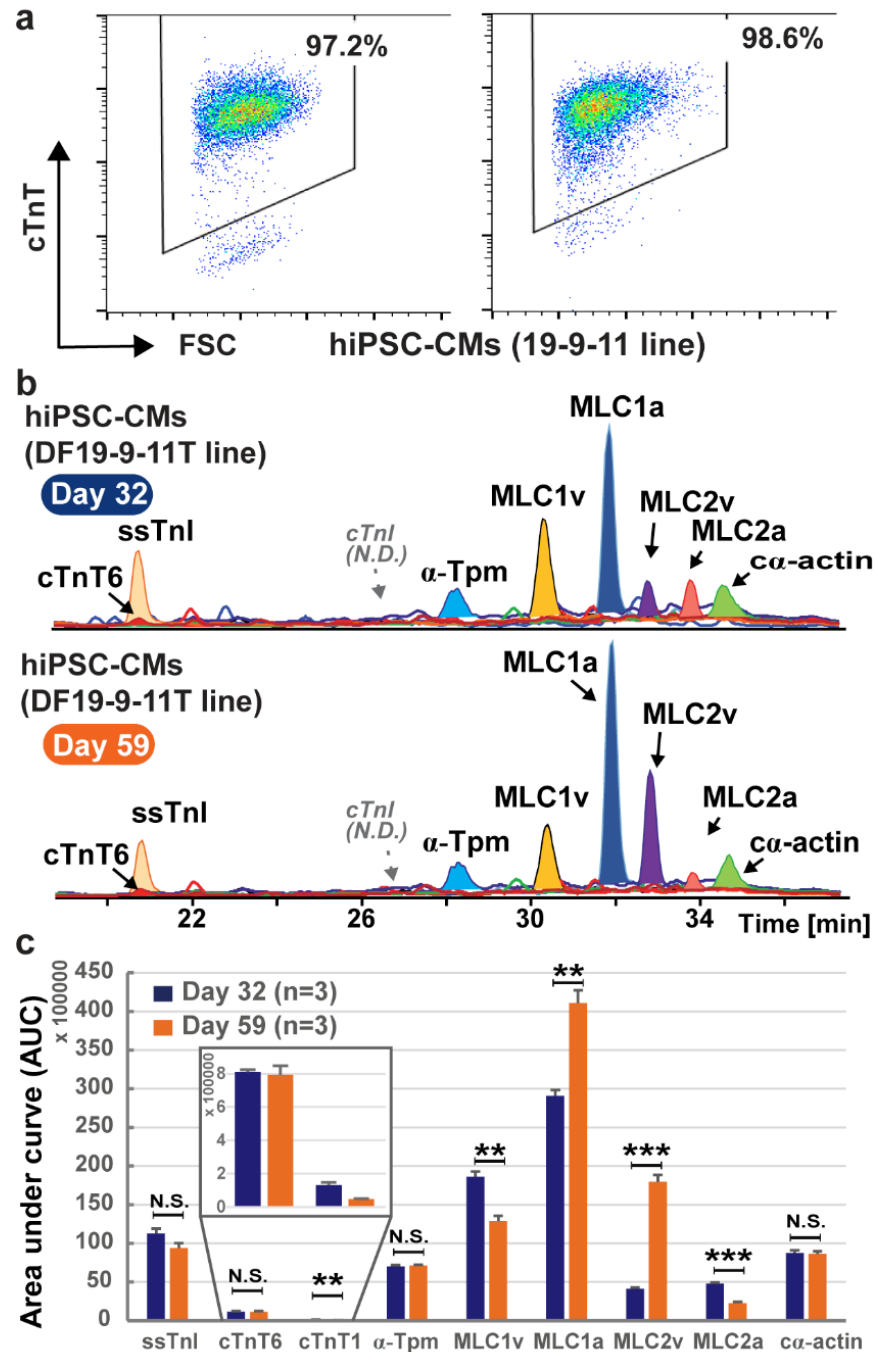 a
97.2%
98.6%
cTnT
FSC
hiPSC-CMs (19-9-11 line)
b
hiPSC-CMs
(DF19-9-11T line)
Day 32
cTnT6
ssTnI
cTnI
(N.D.)
α-Tpm
MLC1v
MLC1a
MLC2v
MLC2a
cα-actin
hiPSC-CMs
(DF19-9-11T line)
Day 59
cTnT6
ssTnI
cTnI
(N.D.)
α-Tpm
MLC1v
MLC1a
MLC2v
MLC2a
cα-actin
22 26 30 34 Time [min]
c
Area under curve (AUC)
x 100000
450
400
350
300
250
200
150
100
50
0
Day 32 (n=3)
Day 59 (n=3)
x 100000
8
6
4
2
0
N.S. N.S. ** N.S. ** ** *** *** N.S.
ssTnI cTnT6 cTnT1 α-Tpm MLC1v MLC1a MLC2v MLC2a cα-actin